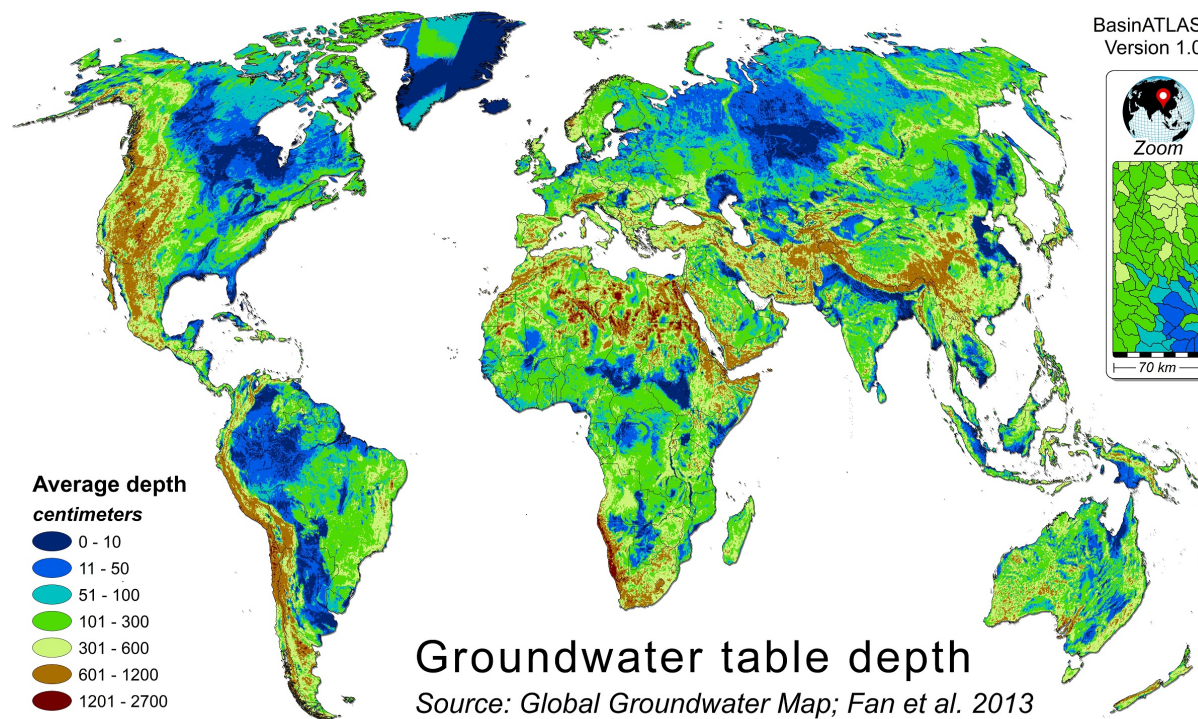 BasinATLAS
Version 1.0
Zoom
70 km
Average depth
centimeters
0 - 10
11 - 50
51 - 100
101 - 300
301 - 600
601 - 1200
1201 - 2700
Groundwater table depth
Source: Global Groundwater Map; Fan et al. 2013